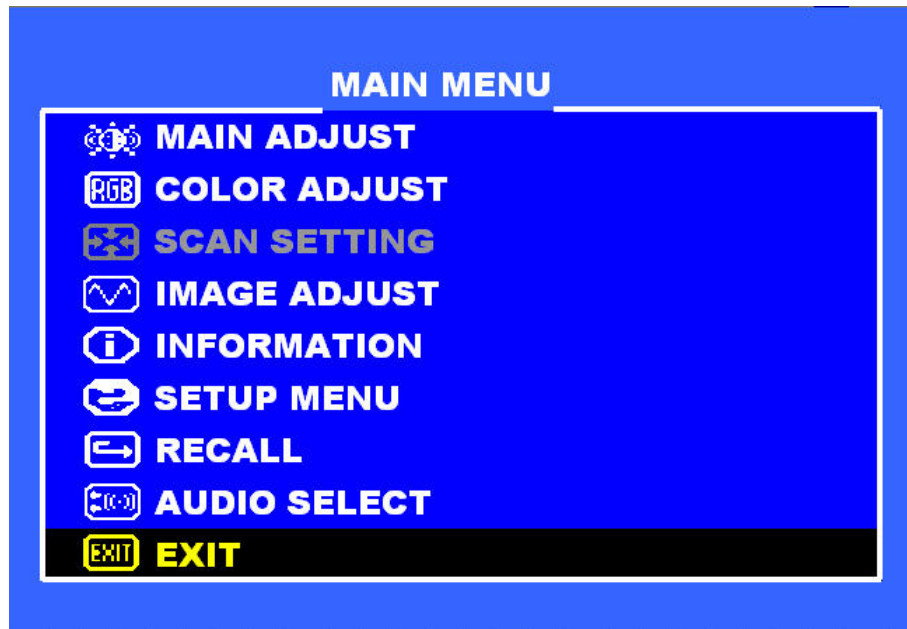 MAIN MENU
MAIN ADJUST
RGB COLOR ADJUST
SCAN SETTING
IMAGE ADJUST
i INFORMATION
SETUP MENU
RECALL
AUDIO SELECT
EXIT EXIT